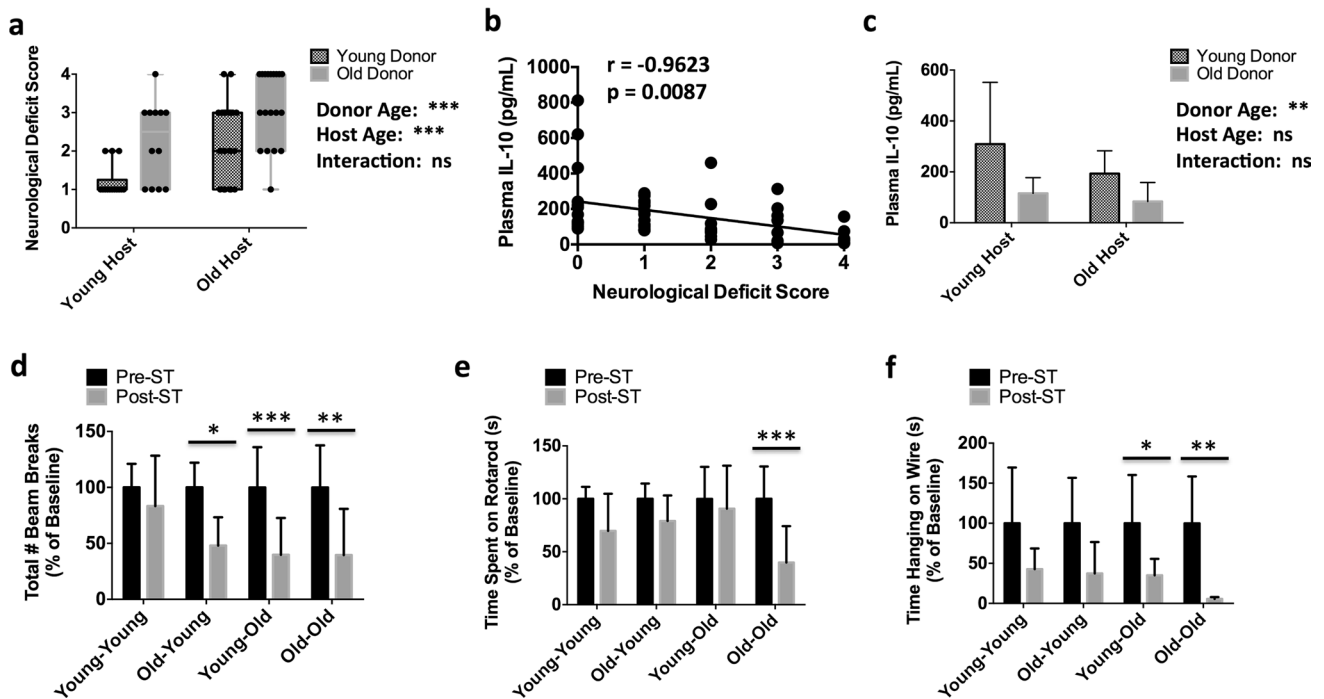 a
Neurological Deficit Score
4
3
2
1
0
Young Host
Old Host
Young Donor
Old Donor
Donor Age: ***
Host Age: ***
Interaction: ns
b
Plasma IL-10 (pg/mL)
1000
800
600
400
200
0
r = -0.9623
p = 0.0087
0 1 2 3 4
Neurological Deficit Score
c
Plasma IL-10 (pg/mL)
600
400
200
0
Young Host
Old Host
Young Donor
Old Donor
Donor Age: **
Host Age: ns
Interaction: ns
d
Pre-ST
Post-ST
Total # Beam Breaks
(% of Baseline)
150
100
50
0
* *** **
Young-Young
Old-Young
Young-Old
Old-Old
e
Pre-ST
Post-ST
Time Spent on Rotarod (s)
(% of Baseline)
150
100
50
0
***
Young-Young
Old-Young
Young-Old
Old-Old
f
Pre-ST
Post-ST
Time Hanging on Wire (s)
(% of Baseline)
200
150
100
50
0
* **
Young-Young
Old-Young
Young-Old
Old-Old